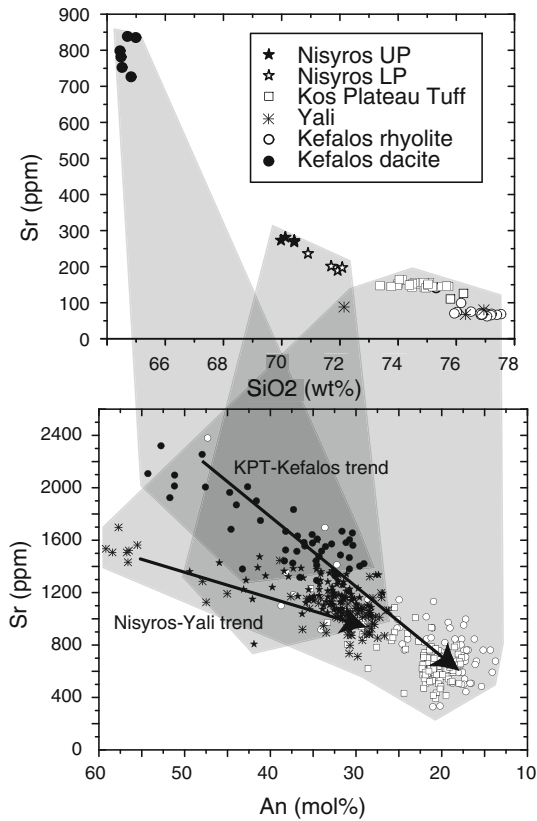 900
800
700
600
500
400
300
200
100
0
Sr (ppm)
Nisyros UP
Nisyros LP
Kos Plateau Tuff
Yali
Kefalos rhyolite
Kefalos dacite
66 68 70 72 74 76 78
SiO2 (wt%)
2400
2000
1600
1200
800
400
0
Sr (ppm)
KPT-Kefalos trend
Nisyros-Yali trend
60 50 40 30 20 10
An (mol%)